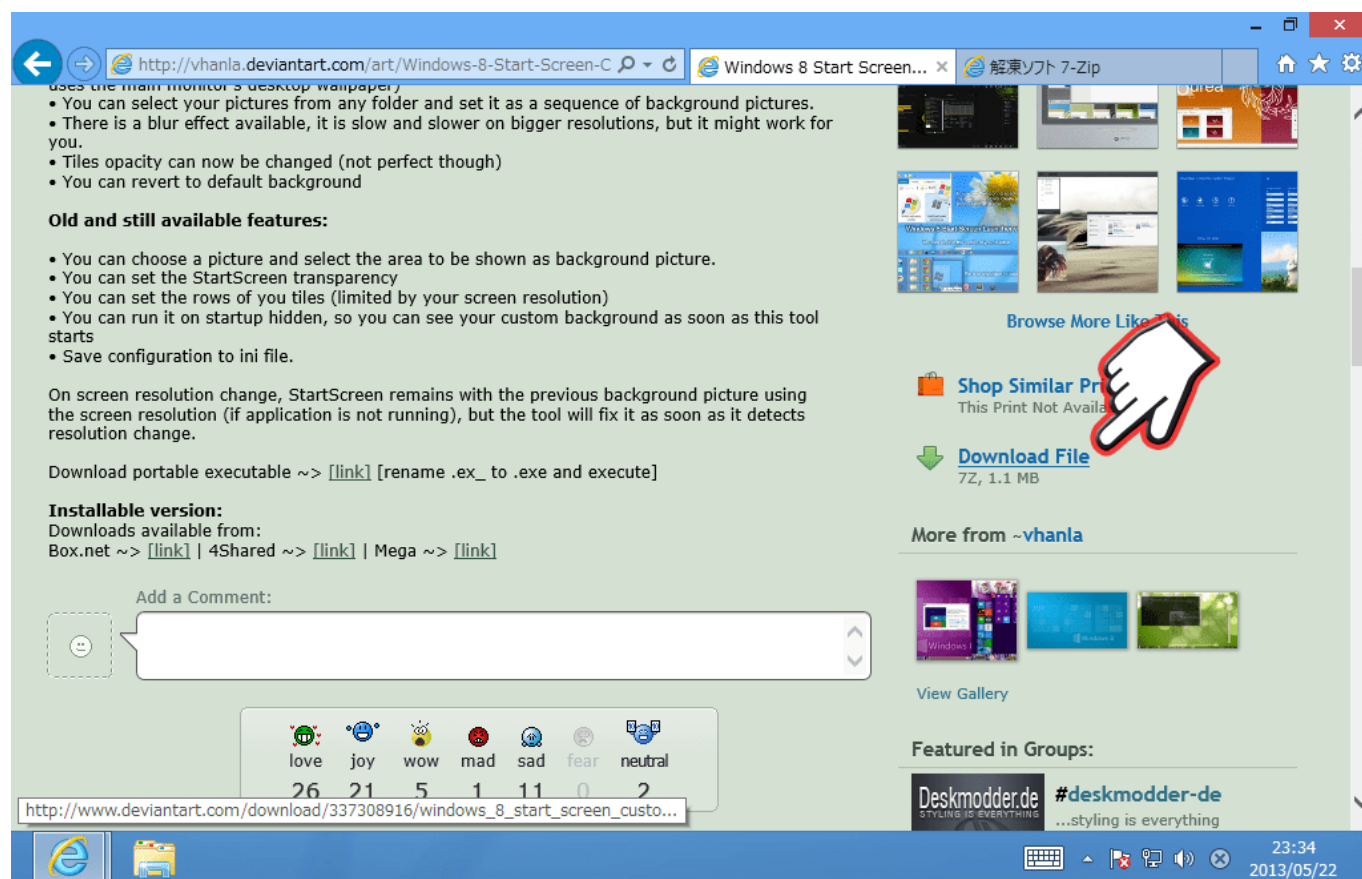 http://vhanla.deviantart.com/art/Windows-8-Start-Screen-C
Windows 8 Start Screen...
解凍ソフト 7-Zip
uses the main monitor's desktop wallpaper)
• You can select your pictures from any folder and set it as a sequence of background pictures.
• There is a blur effect available, it is slow and slower on bigger resolutions, but it might work for
you.
• Tiles opacity can now be changed (not perfect though)
• You can revert to default background
Old and still available features:
• You can choose a picture and select the area to be shown as background picture.
• You can set the StartScreen transparency
• You can set the rows of you tiles (limited by your screen resolution)
• You can run it on startup hidden, so you can see your custom background as soon as this tool
starts
• Save configuration to ini file.
On screen resolution change, StartScreen remains with the previous background picture using
the screen resolution (if application is not running), but the tool will fix it as soon as it detects
resolution change.
Download portable executable ~> [link] [rename .ex_ to .exe and execute]
Installable version:
Downloads available from:
Box.net ~> [link] | 4Shared ~> [link] | Mega ~> [link]
Add a Comment:
love joy wow mad sad fear neutral
26 21 5 1 11 0 2
http://www.deviantart.com/download/337308916/windows_8_start_screen_custo...
Browse More Like This
Shop Similar Pr
This Print Not Availa
Download File
7Z, 1.1 MB
More from ~vhanla
Windows
Windows 8
View Gallery
Featured in Groups:
Deskmodder.de
STYLING IS EVERYTHING
#deskmodder-de
...styling is everything
23:34
2013/05/22